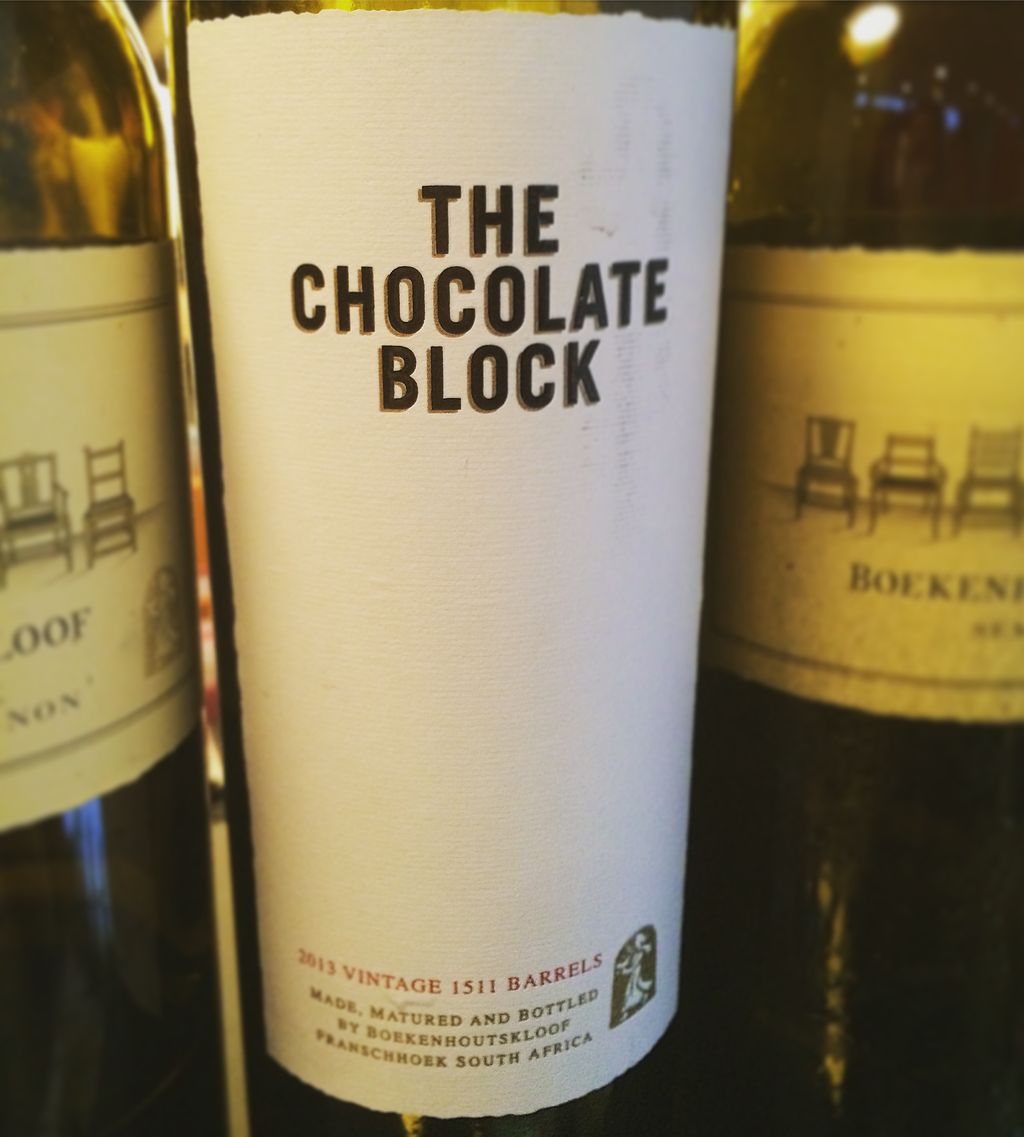 THE
CHOCOLATE
BLOCK
2013 VINTAGE 1511 BARRELS
MADE, MATURED AND BOTTLED
BY BOEKENHOUTSKLOOF
FRANSCHHOEK SOUTH AFRICA
LOOF
NON
BOEKEN